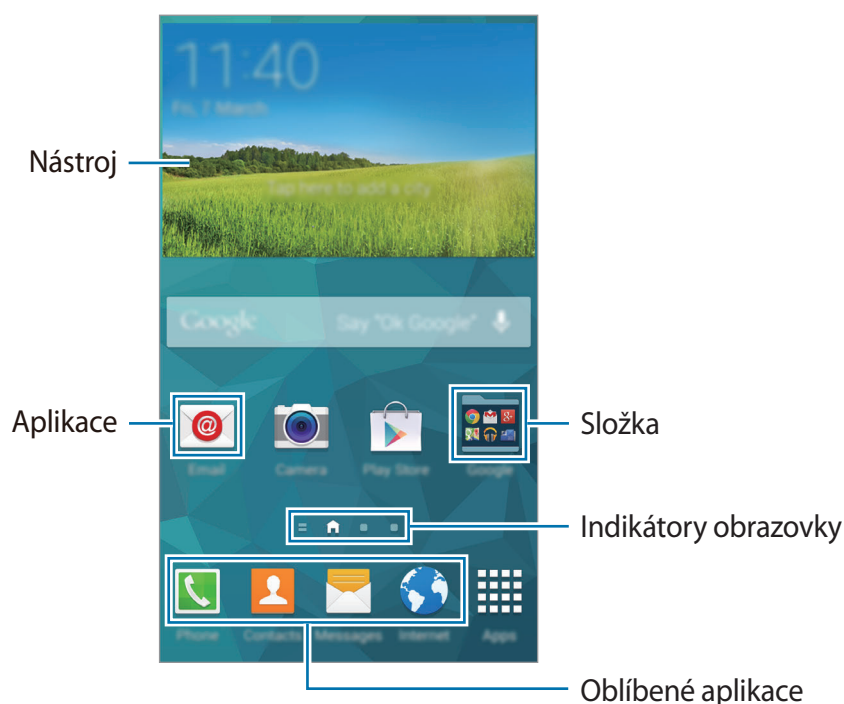 11:40
Fri, 7 March
Nástroj
Tap here to add a city
Google
Say "Ok Google"
Aplikace
@
Složka
Email
Camera
Play Store
Google
Indikátory obrazovky
Phone
Contacts
Messages
Internet
Apps
Oblíbené aplikace